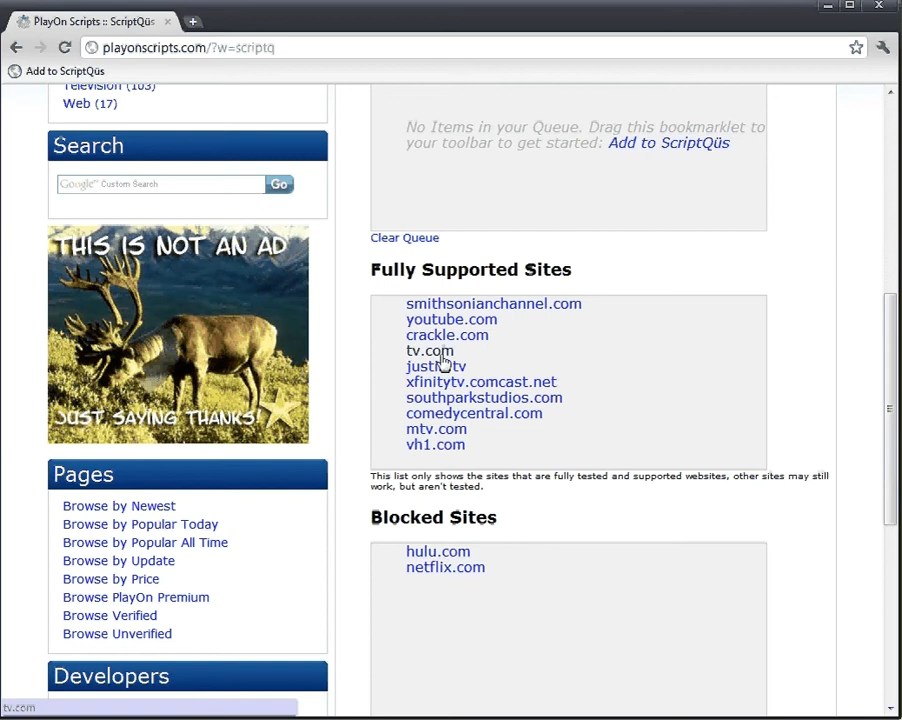 PlayOn Scripts :: ScriptQüs
playonscripts.com/?w=scriptq
Add to ScriptQüs
Television (103)
Web (17)
Search
Google™ Custom Search
Go
THIS IS NOT AN AD
JUST SAYING THANKS!
Pages
Browse by Newest
Browse by Popular Today
Browse by Popular All Time
Browse by Update
Browse by Price
Browse PlayOn Premium
Browse Verified
Browse Unverified
Developers
No Items in your Queue. Drag this bookmarklet to
your toolbar to get started: Add to ScriptQüs
Clear Queue
Fully Supported Sites
smithsonianchannel.com
youtube.com
crackle.com
tv.com
justin.tv
xfinitytv.comcast.net
southparkstudios.com
comedycentral.com
mtv.com
vh1.com
This list only shows the sites that are fully tested and supported websites, other sites may still
work, but aren't tested.
Blocked Sites
hulu.com
netflix.com
tv.com